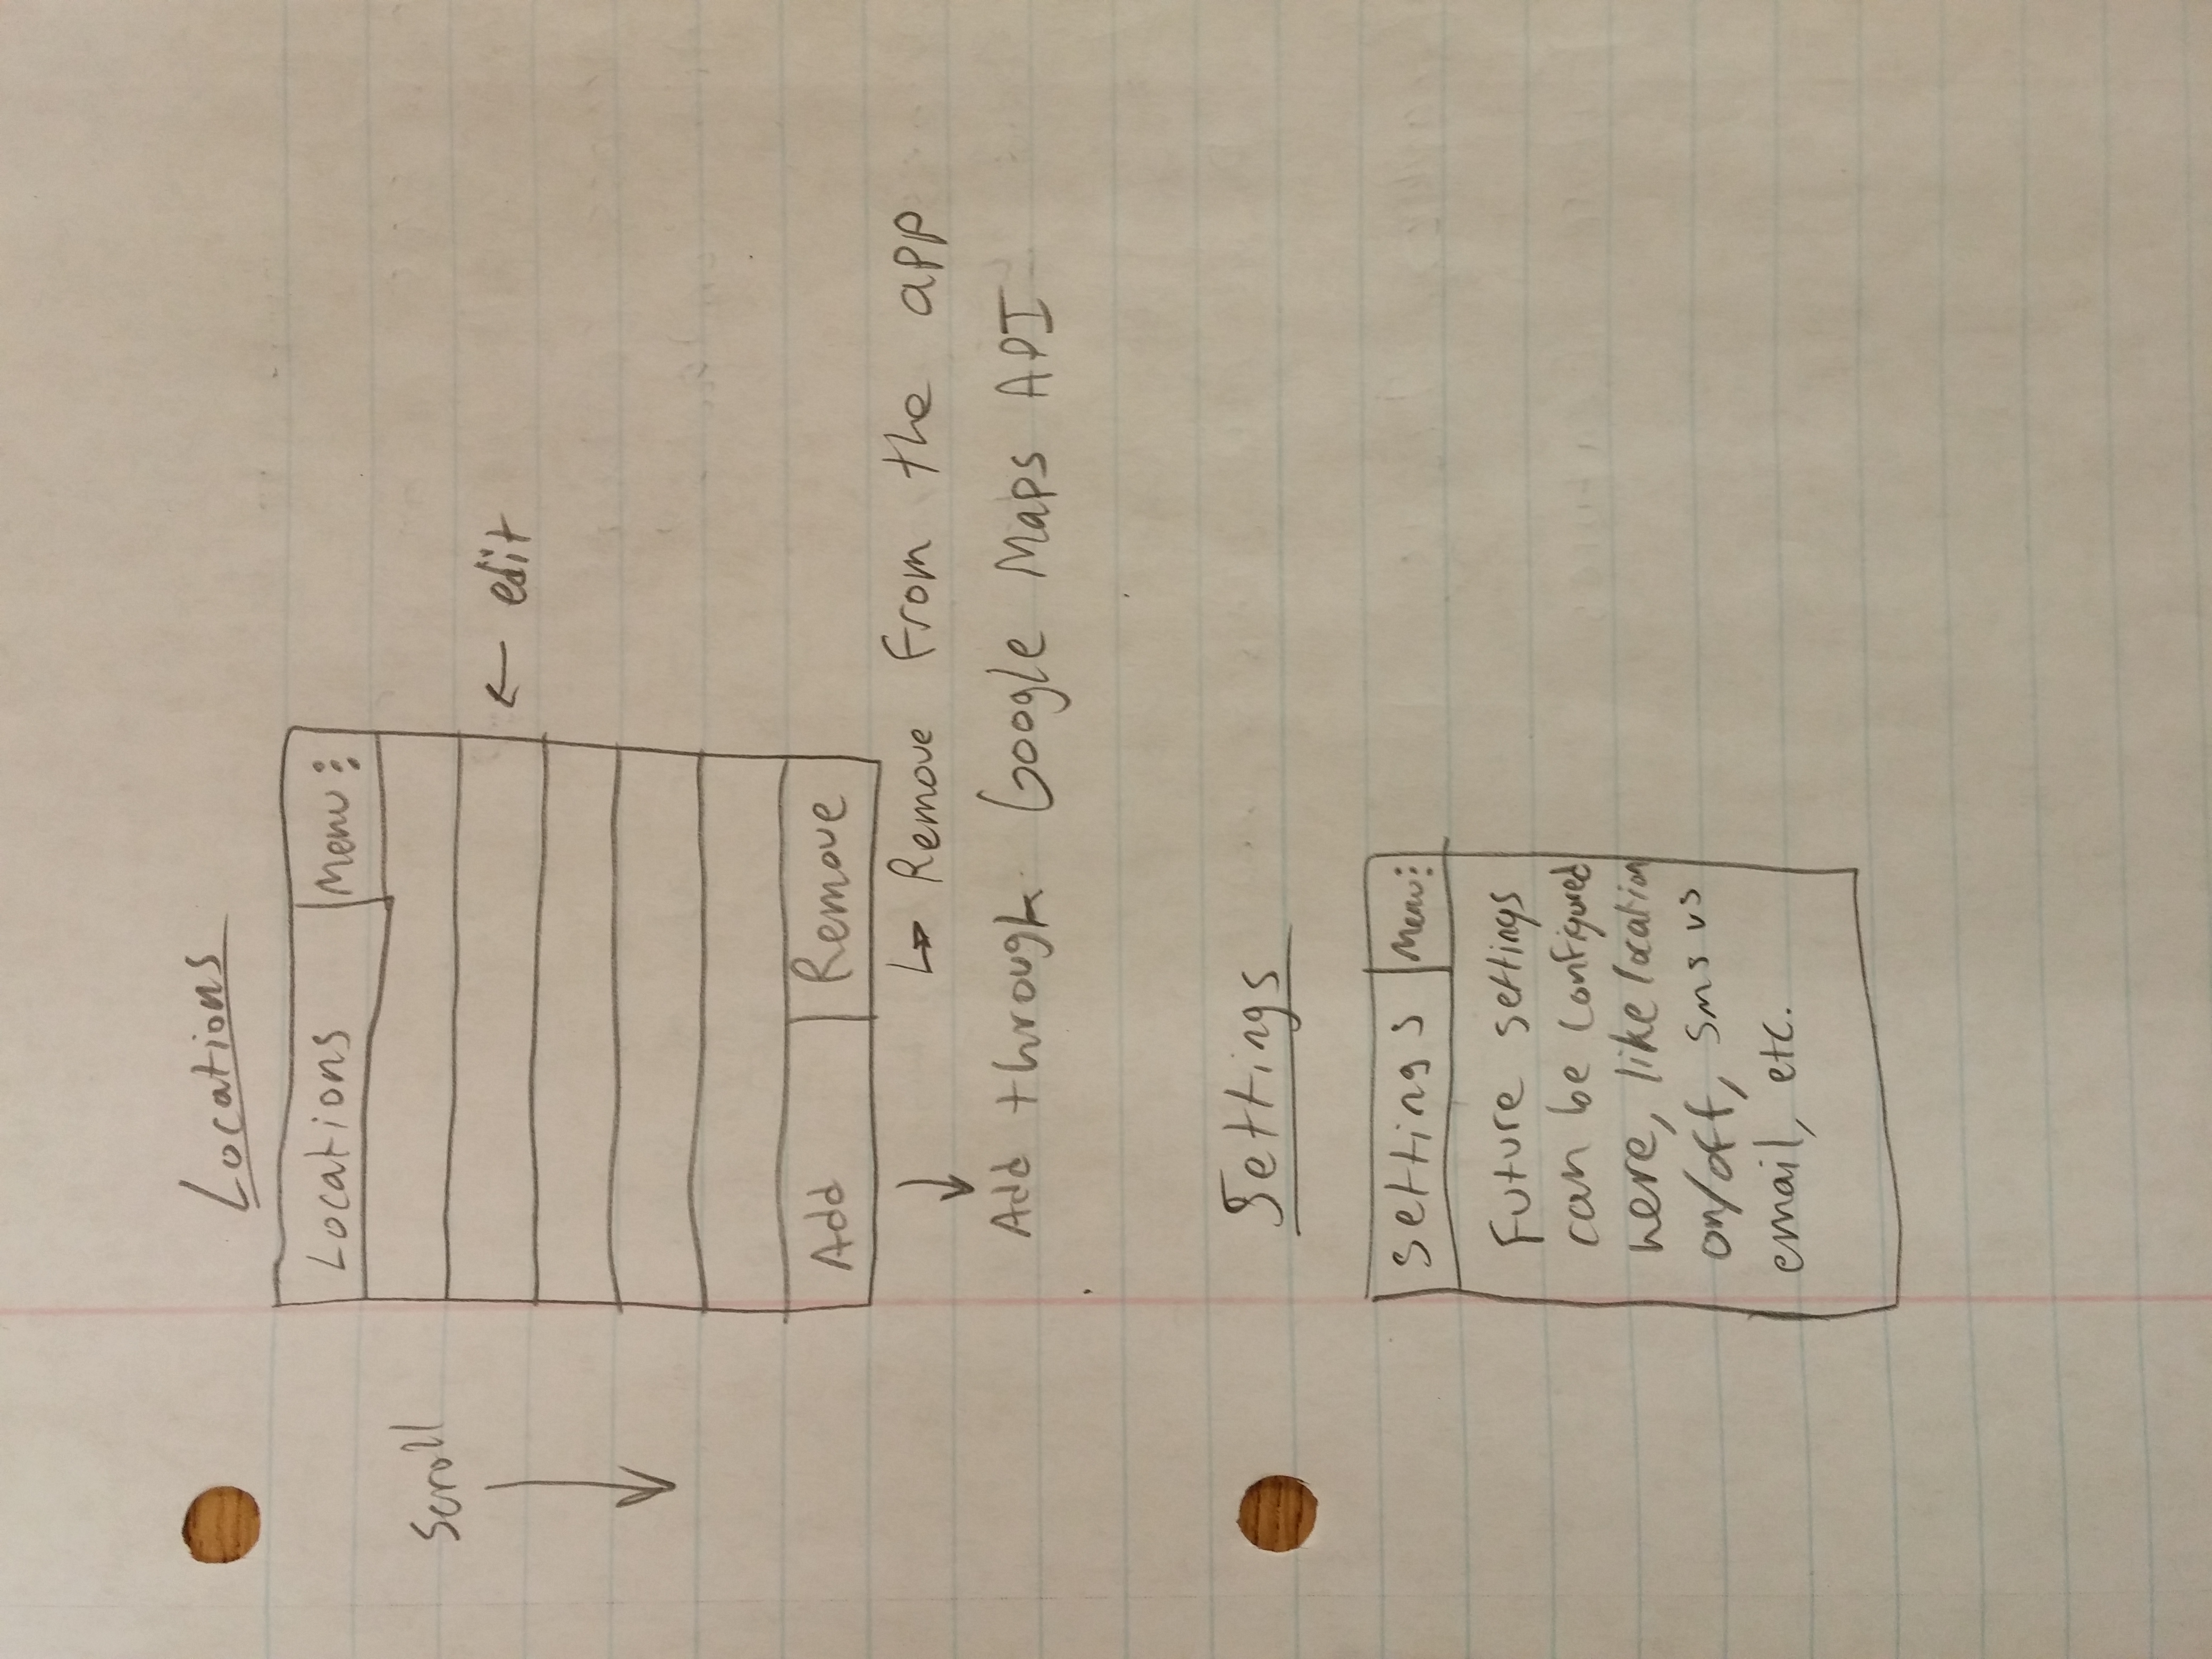 Locations
Locations Menu ⋮
Scroll
← edit
Add Remove
↳ Remove from the app
Add through Google Maps API
Settings
Settings Menu ⋮
Future settings
can be configured
here, like location
on/off, sms vs
email, etc.